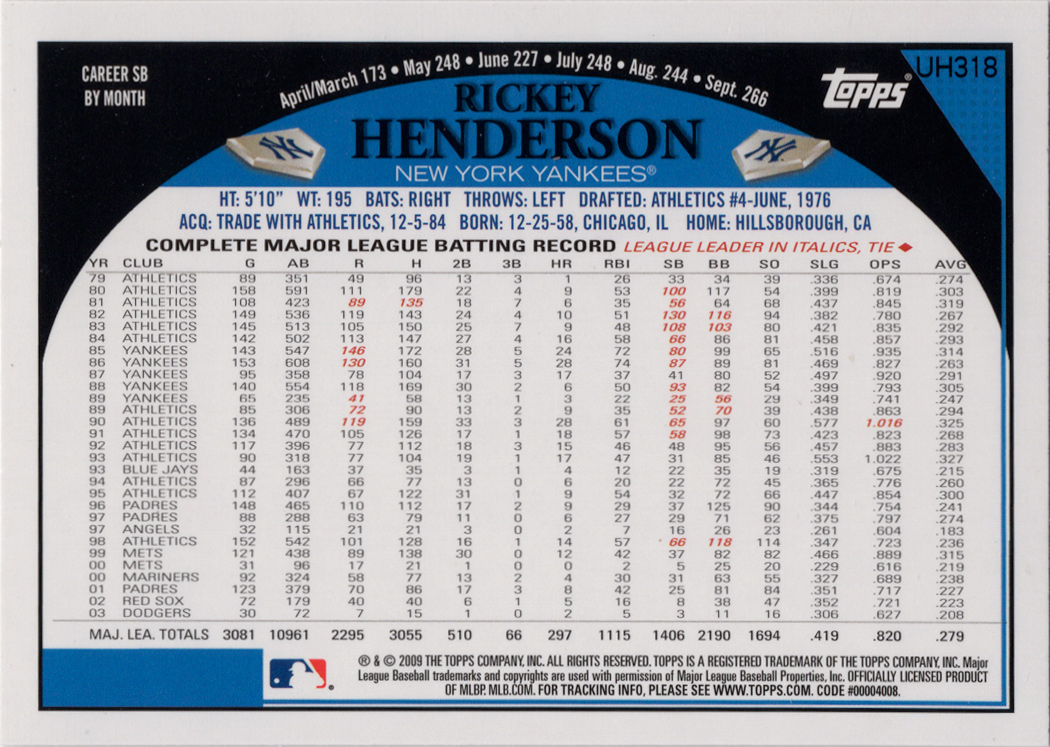 CAREER SB
BY MONTH
April/March 173 • May 248 • June 227 • July 248 • Aug. 244 • Sept. 266
topps®
UH318
RICKEY
HENDERSON
NEW YORK YANKEES®
HT: 5'10" WT: 195 BATS: RIGHT THROWS: LEFT DRAFTED: ATHLETICS #4-JUNE, 1976
ACQ: TRADE WITH ATHLETICS, 12-5-84 BORN: 12-25-58, CHICAGO, IL HOME: HILLSBOROUGH, CA
COMPLETE MAJOR LEAGUE BATTING RECORD LEAGUE LEADER IN ITALICS, TIE ◆
YR CLUB G AB R H 2B 3B HR RBI SB BB SO SLG OPS AVG
79 ATHLETICS 89 351 49 96 13 3 1 26 33 34 39 .336 .674 .274
80 ATHLETICS 158 591 111 179 22 4 9 53 100 117 54 .399 .819 .303
81 ATHLETICS 108 423 89 135 18 7 6 35 56 64 68 .437 .845 .319
82 ATHLETICS 149 536 119 143 24 4 10 51 130 116 94 .382 .780 .267
83 ATHLETICS 145 513 105 150 25 7 9 48 108 103 80 .421 .835 .292
84 ATHLETICS 142 502 113 147 27 4 16 58 66 86 81 .458 .857 .293
85 YANKEES 143 547 146 172 28 5 24 72 80 99 65 .516 .935 .314
86 YANKEES 153 608 130 160 31 5 28 74 87 89 81 .469 .827 .263
87 YANKEES 95 358 78 104 17 3 17 37 41 80 52 .497 .920 .291
88 YANKEES 140 554 118 169 30 2 6 50 93 82 54 .399 .793 .305
89 YANKEES 65 235 41 58 13 1 3 22 25 56 29 .349 .741 .247
89 ATHLETICS 85 306 72 90 13 2 9 35 52 70 39 .438 .863 .294
90 ATHLETICS 136 489 119 159 33 3 28 61 65 97 60 .577 1.016 .325
91 ATHLETICS 134 470 105 126 17 1 18 57 58 98 73 .423 .823 .268
92 ATHLETICS 117 396 77 112 18 3 15 46 48 95 56 .457 .883 .283
93 ATHLETICS 90 318 77 104 19 1 17 47 31 85 46 .553 1.022 .327
93 BLUE JAYS 44 163 37 35 3 1 4 12 22 35 19 .319 .675 .215
94 ATHLETICS 87 296 66 77 13 0 6 20 22 72 45 .365 .776 .260
95 ATHLETICS 112 407 67 122 31 1 9 54 32 72 66 .447 .854 .300
96 PADRES 148 465 110 112 17 2 9 29 37 125 90 .344 .754 .241
97 PADRES 88 288 63 79 11 0 6 27 29 71 62 .375 .797 .274
97 ANGELS 32 115 21 21 3 0 2 7 16 26 23 .261 .604 .183
98 ATHLETICS 152 542 101 128 16 1 14 57 66 118 114 .347 .723 .236
99 METS 121 438 89 138 30 0 12 42 37 82 82 .466 .889 .315
00 METS 31 96 17 21 1 0 0 2 5 25 20 .229 .616 .219
00 MARINERS 92 324 58 77 13 2 4 30 31 63 55 .327 .689 .238
01 PADRES 123 379 70 86 17 3 8 42 25 81 84 .351 .717 .227
02 RED SOX 72 179 40 40 6 1 5 16 8 38 47 .352 .721 .223
03 DODGERS 30 72 7 15 1 0 2 5 3 11 16 .306 .627 .208
MAJ. LEA. TOTALS 3081 10961 2295 3055 510 66 297 1115 1406 2190 1694 .419 .820 .279
® & © 2009 THE TOPPS COMPANY, INC. ALL RIGHTS RESERVED. TOPPS IS A REGISTERED TRADEMARK OF THE TOPPS COMPANY, INC. Major
League Baseball trademarks and copyrights are used with permission of Major League Baseball Properties, Inc. OFFICIALLY LICENSED PRODUCT
OF MLBP. MLB.COM. FOR TRACKING INFO, PLEASE SEE WWW.TOPPS.COM. CODE #00004008.